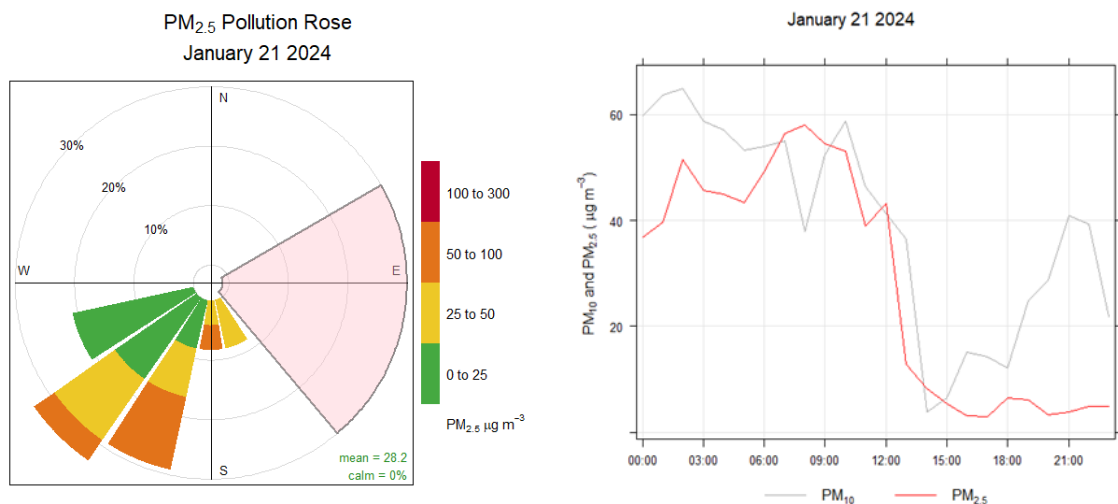 PM₂.₅ Pollution Rose
January 21 2024
N
30%
20%
10%
W
E
S
100 to 300
50 to 100
25 to 50
0 to 25
PM₂.₅ μg m⁻³
mean = 28.2
calm = 0%
January 21 2024
PM₁₀ and PM₂.₅ ( μg m⁻³)
60
40
20
00:00 03:00 06:00 09:00 12:00 15:00 18:00 21:00
PM₁₀ PM₂.₅